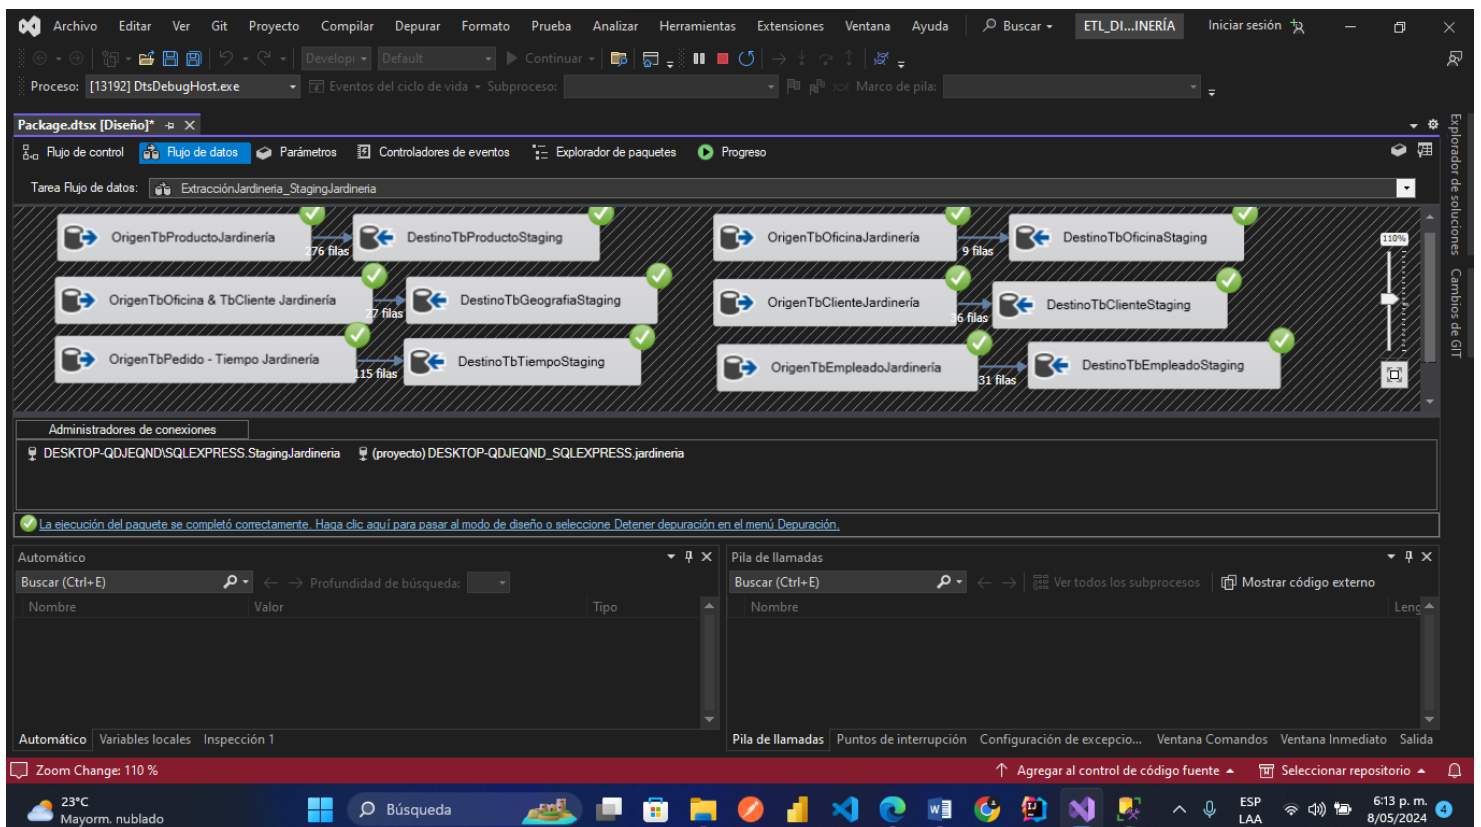 Archivo Editar Ver Git Proyecto Compilar Depurar Formato Prueba Analizar Herramientas Extensiones Ventana Ayuda Buscar ETL_DI...INERÍA Iniciar sesión
Develop Default Continuar
Proceso: [13192] DtsDebugHost.exe Eventos del ciclo de vida Subproceso: Marco de pila:
Package.dtsx [Diseño]*
Flujo de control Flujo de datos Parámetros Controladores de eventos Explorador de paquetes Progreso
Tarea Flujo de datos: ExtracciónJardineria_StagingJardineria
OrigenTbProductoJardinería DestinoTbProductoStaging OrigenTbOficinaJardinería DestinoTbOficinaStaging
276 filas 9 filas
110%
OrigenTbOficina & TbCliente Jardinería DestinoTbGeografiaStaging OrigenTbClienteJardinería DestinoTbClienteStaging
27 filas 36 filas
OrigenTbPedido - Tiempo Jardinería DestinoTbTiempoStaging OrigenTbEmpleadoJardinería DestinoTbEmpleadoStaging
115 filas 31 filas
Explorador de soluciones
Cambios de GIT
Administradores de conexiones
DESKTOP-QDJEQND\SQLEXPRESS.StagingJardineria (proyecto) DESKTOP-QDJEQND_SQLEXPRESS.jardineria
La ejecución del paquete se completó correctamente. Haga clic aquí para pasar al modo de diseño o seleccione Detener depuración en el menú Depuración.
Automático
Buscar (Ctrl+E) Profundidad de búsqueda:
Nombre Valor Tipo
Automático Variables locales Inspección 1
Pila de llamadas
Buscar (Ctrl+E) Ver todos los subprocesos Mostrar código externo
Nombre Leng
Pila de llamadas Puntos de interrupción Configuración de excepcio... Ventana Comandos Ventana Inmediato Salida
Zoom Change: 110 % Agregar al control de código fuente Seleccionar repositorio
23°C
Mayorm. nublado
Búsqueda
ESP
LAA
6:13 p. m.
8/05/2024
4